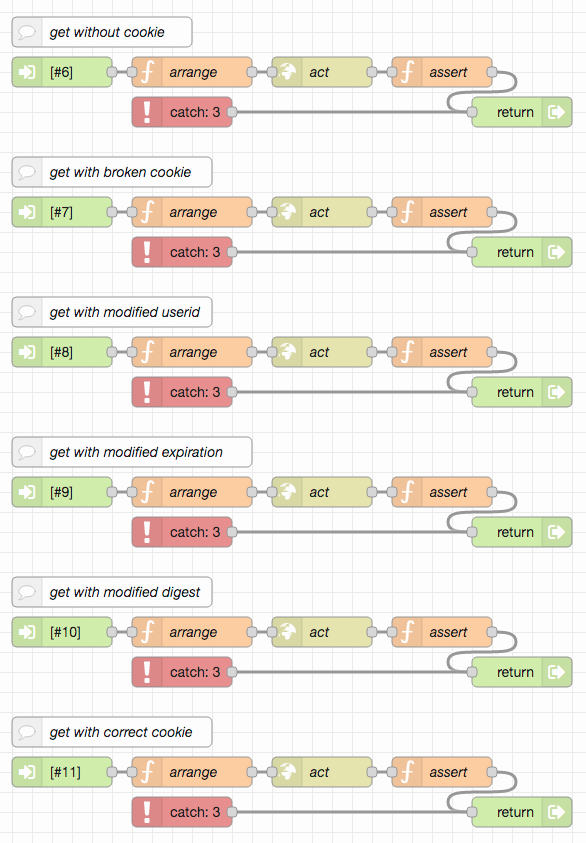 get without cookie
[#6] arrange act assert
catch: 3 return
get with broken cookie
[#7] arrange act assert
catch: 3 return
get with modified userid
[#8] arrange act assert
catch: 3 return
get with modified expiration
[#9] arrange act assert
catch: 3 return
get with modified digest
[#10] arrange act assert
catch: 3 return
get with correct cookie
[#11] arrange act assert
catch: 3 return